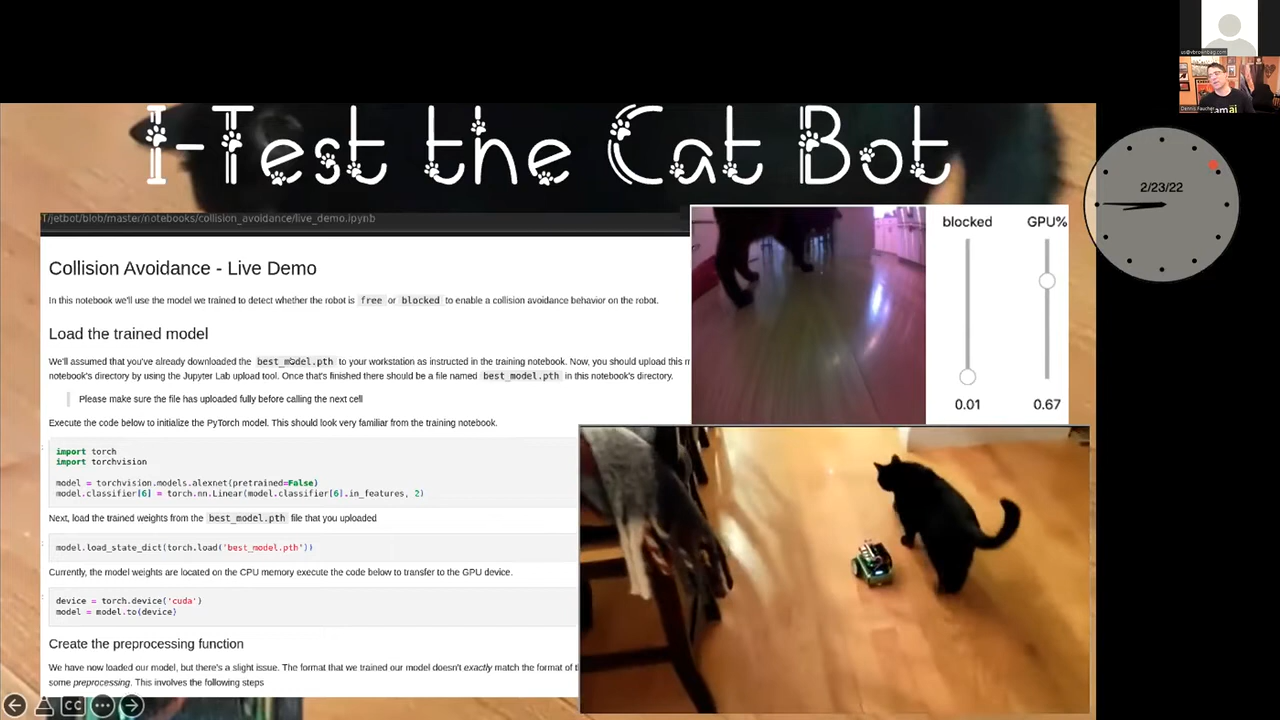 us@vbrownbag.com
Dennis Faucher
I-Test the Cat Bot
2/23/22
T/jetbot/blob/master/notebooks/collision_avoidance/live_demo.ipynb
blocked
GPU%
0.01
0.67
Collision Avoidance - Live Demo
In this notebook we'll use the model we trained to detect whether the robot is free or blocked to enable a collision avoidance behavior on the robot.
Load the trained model
We'll assumed that you've already downloaded the best_model.pth to your workstation as instructed in the training notebook. Now, you should upload this m
notebook's directory by using the Jupyter Lab upload tool. Once that's finished there should be a file named best_model.pth in this notebook's directory.
Please make sure the file has uploaded fully before calling the next cell
Execute the code below to initialize the PyTorch model. This should look very familiar from the training notebook.
import torch
import torchvision
model = torchvision.models.alexnet(pretrained=False)
model.classifier[6] = torch.nn.Linear(model.classifier[6].in_features, 2)
Next, load the trained weights from the best_model.pth file that you uploaded
model.load_state_dict(torch.load('best_model.pth'))
Currently, the model weights are located on the CPU memory execute the code below to transfer to the GPU device.
device = torch.device('cuda')
model = model.to(device)
Create the preprocessing function
We have now loaded our model, but there's a slight issue. The format that we trained our model doesn't exactly match the format of t
some preprocessing. This involves the following steps
CC